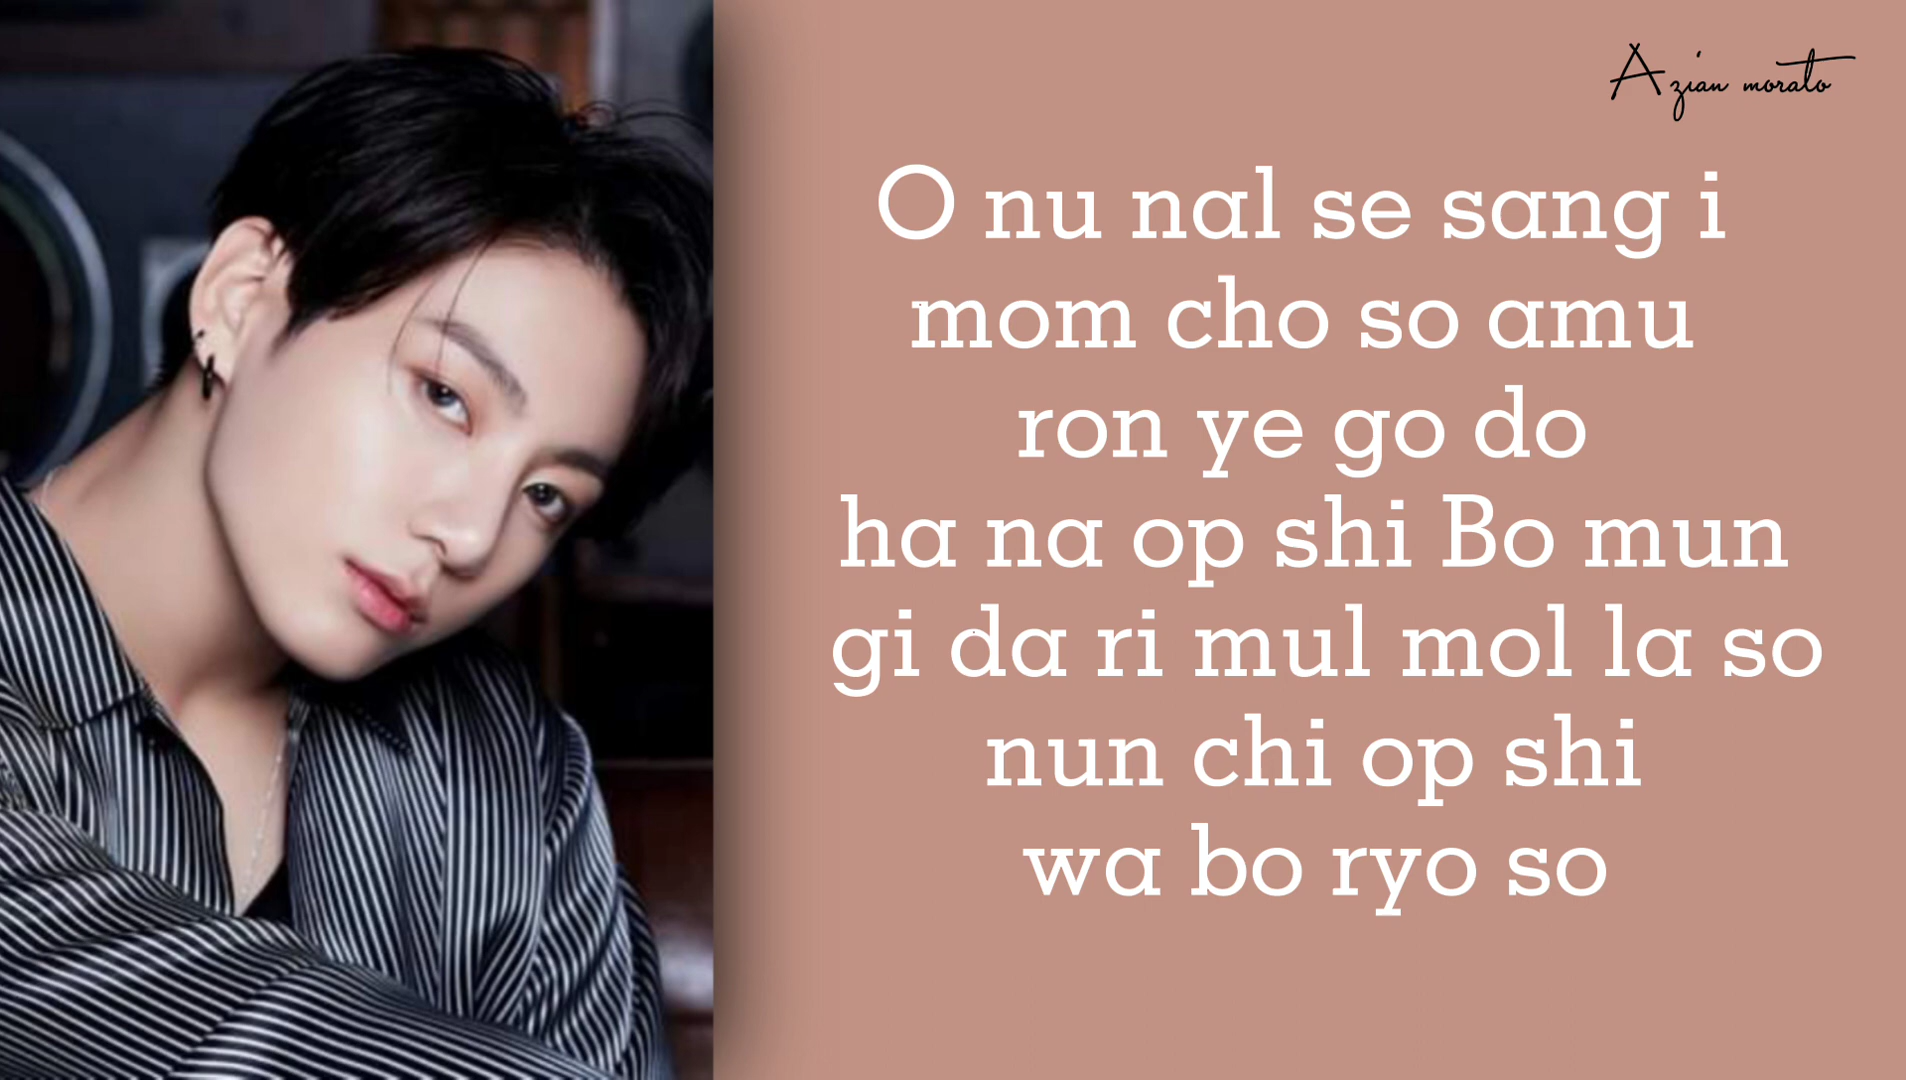 Azian morato
O nu nal se sang i
mom cho so amu
ron ye go do
ha na op shi Bo mun
gi da ri mul mol la so
nun chi op shi
wa bo ryo so